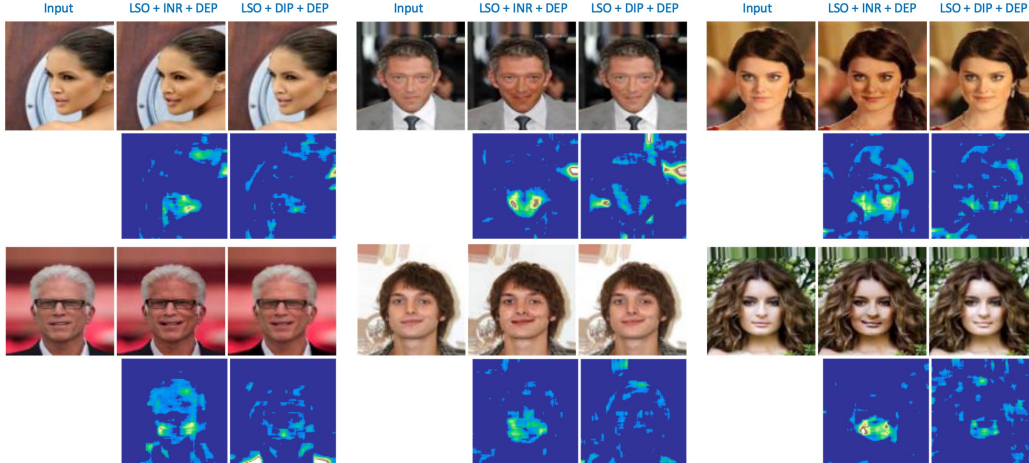 Input LSO + INR + DEP LSO + DIP + DEP Input LSO + INR + DEP LSO + DIP + DEP Input LSO + INR + DEP LSO + DIP + DEP